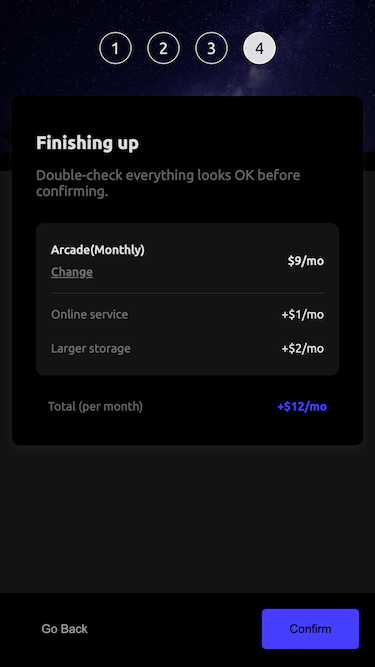 1 2 3 4
Finishing up
Double-check everything looks OK before
confirming.
Arcade(Monthly)
$9/mo
Change
Online service +$1/mo
Larger storage +$2/mo
Total (per month) +$12/mo
Go Back Confirm